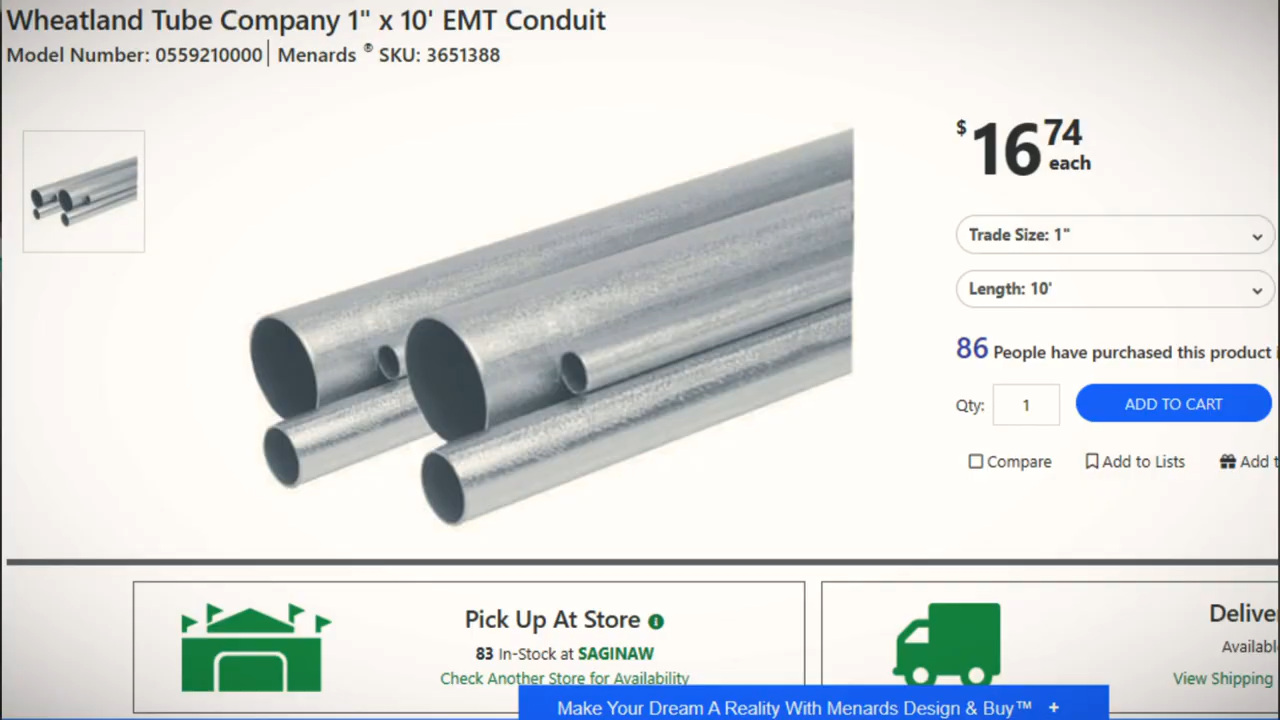 Wheatland Tube Company 1" x 10' EMT Conduit
Model Number: 0559210000 | Menards ® SKU: 3651388
$16 74 each
Trade Size: 1"
Length: 10'
86 People have purchased this product
Qty: 1 ADD TO CART
Compare Add to Lists Add
Pick Up At Store
83 In-Stock at SAGINAW
Check Another Store for Availability
Delive
Availabl
View Shipping
Make Your Dream A Reality With Menards Design & Buy™ +